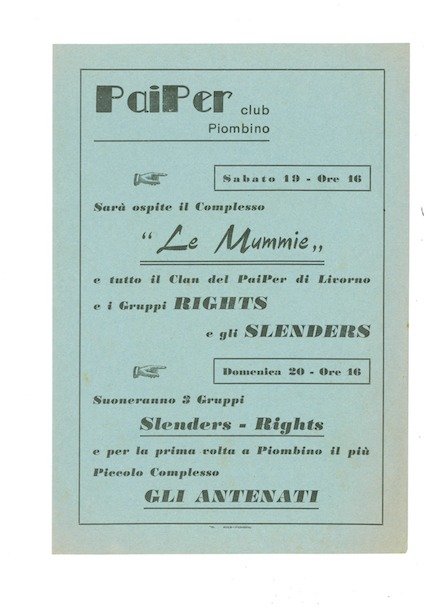 PaiPer club
Piombino
Sabato 19 - Ore 16
Sarà ospite il Complesso
“Le Mummie„
e tutto il Clan del PaiPer di Livorno
e i Gruppi RIGHTS
e gli SLENDERS
Domenica 20 - Ore 16
Suoneranno 3 Gruppi
Slenders - Rights
e per la prima volta a Piombino il più
Piccolo Complesso
GLI ANTENATI